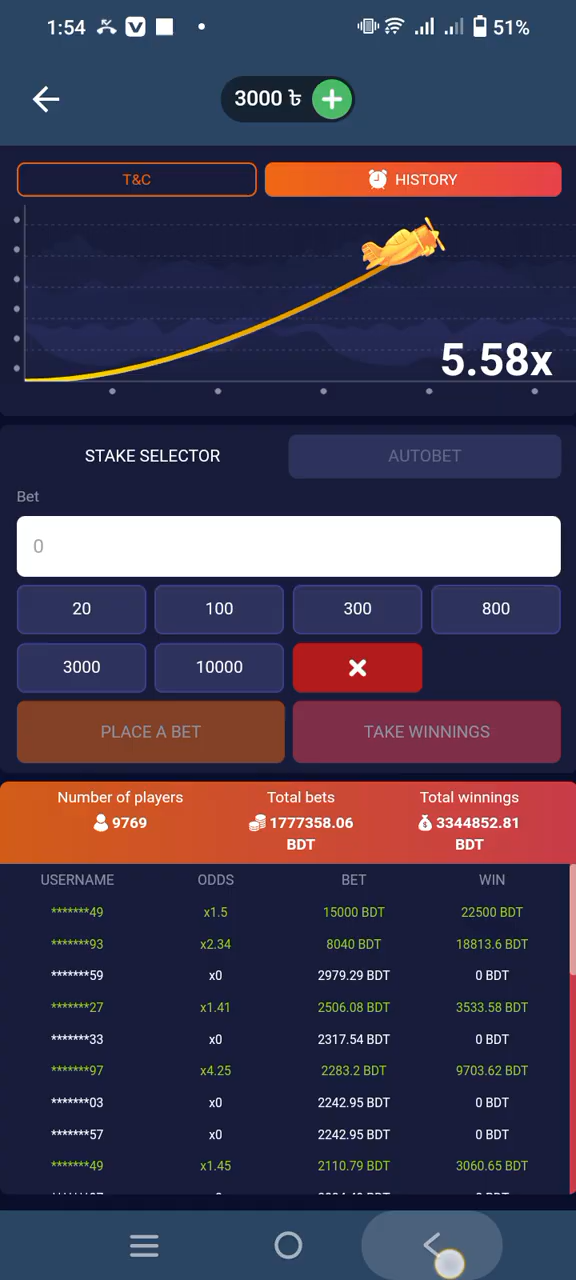 1:54 51%
3000 ৳
T&C HISTORY
5.58x
STAKE SELECTOR AUTOBET
Bet
0
20 100 300 800
3000 10000
PLACE A BET TAKE WINNINGS
Number of players Total bets Total winnings
9769 1777358.06 3344852.81
BDT BDT
USERNAME ODDS BET WIN
*******49 x1.5 15000 BDT 22500 BDT
*******93 x2.34 8040 BDT 18813.6 BDT
*******59 x0 2979.29 BDT 0 BDT
*******27 x1.41 2506.08 BDT 3533.58 BDT
*******33 x0 2317.54 BDT 0 BDT
*******97 x4.25 2283.2 BDT 9703.62 BDT
*******03 x0 2242.95 BDT 0 BDT
*******57 x0 2242.95 BDT 0 BDT
*******49 x1.45 2110.79 BDT 3060.65 BDT